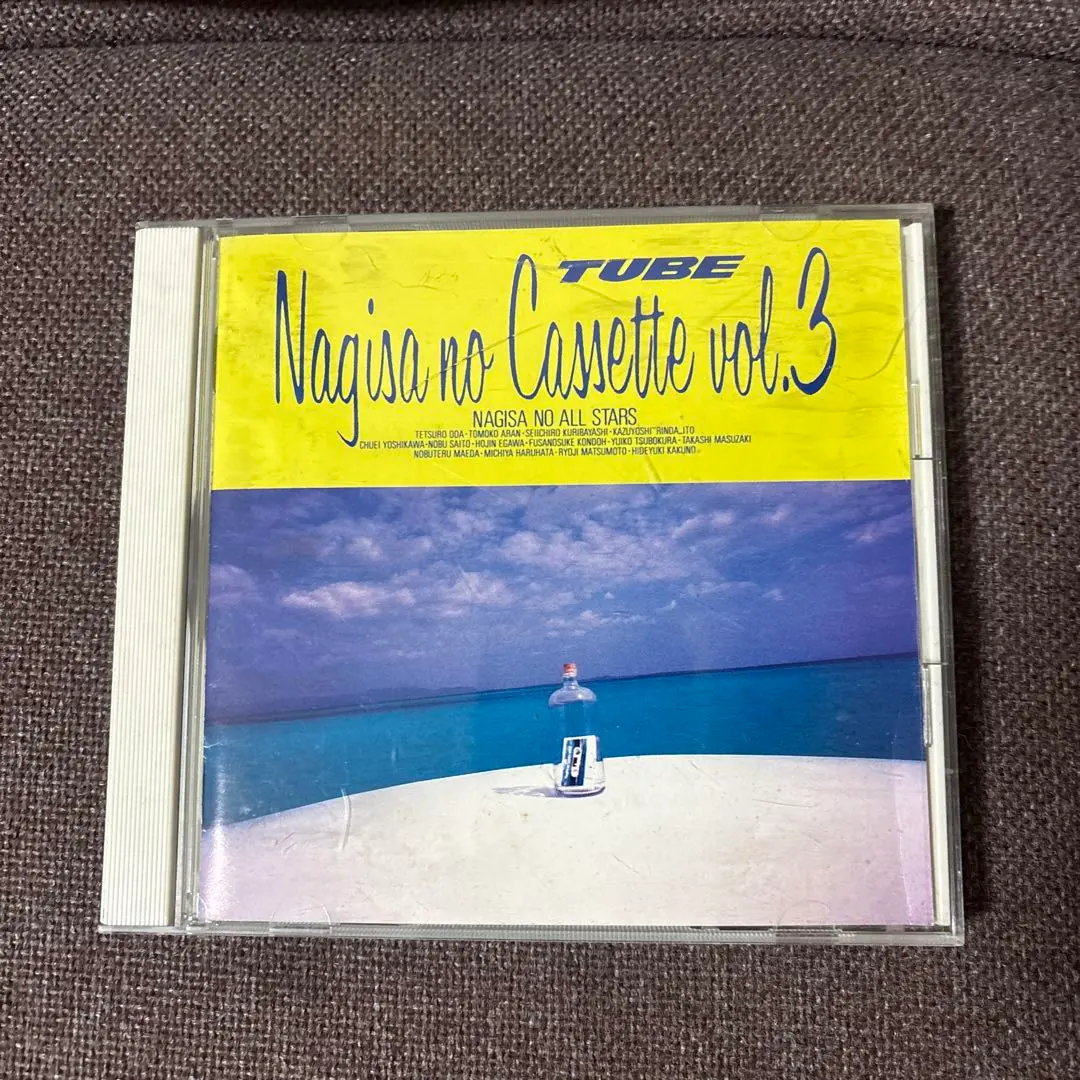 TUBE
Nagisa no Cassette vol.3
NAGISA NO ALL STARS
TETSURO ODA·TOMOKO ARAN·SEIICHIRO KURIBAYASHI·KAZUYOSHI "RINDA" ITO
CHUEI YOSHIKAWA·NOBU SAITO·HOJIN EGAWA·FUSANOSUKE KONDOH·YUIKO TSUBOKURA·TAKASHI MASUZAKI
NOBUTERU MAEDA·MICHIYA HARUHATA·RYOJI MATSUMOTO·HIDEYUKI KAKUNO